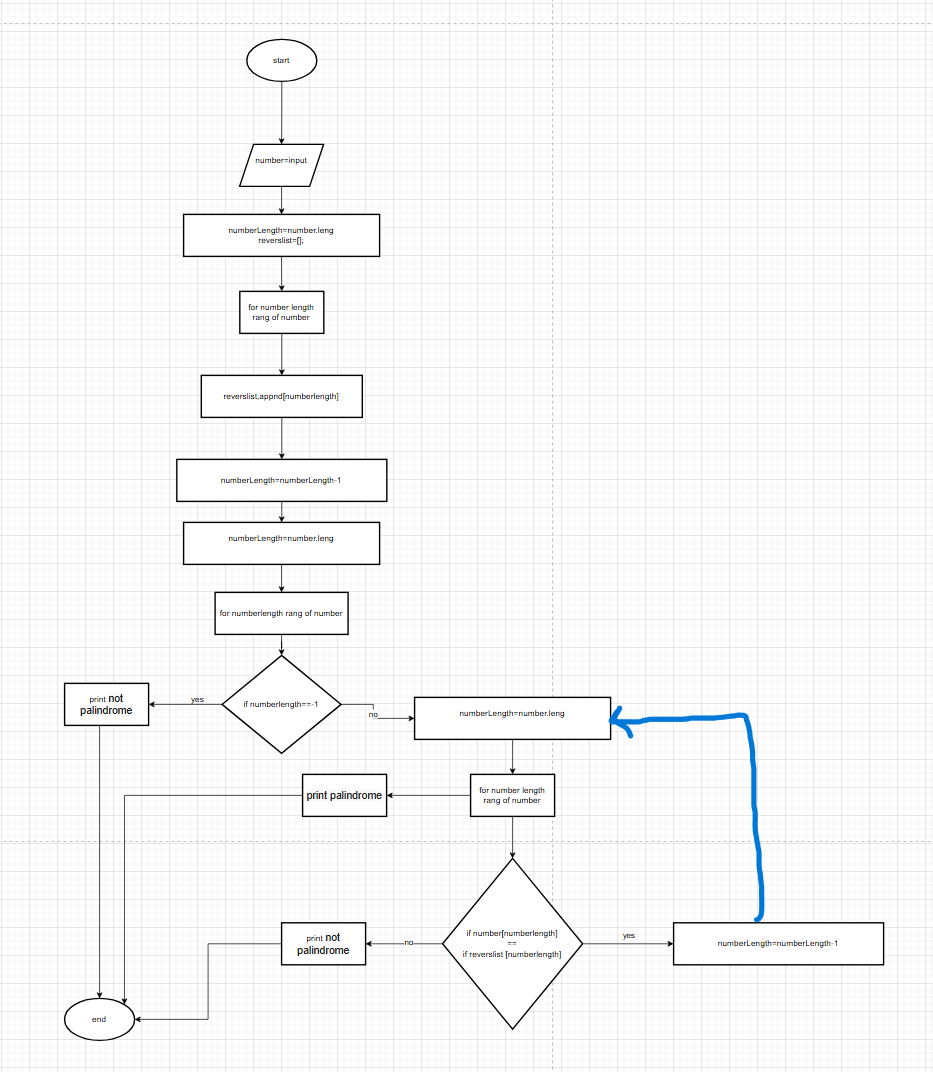 start
number=input
numberLength=number.leng
reverslist=[];
for number length
rang of number
reverslist,appnd[numberlength]
numberLength=numberLength-1
numberLength=number.leng
for numberlength rang of number
if numberlength==-1
yes
print not
palindrome
no
numberLength=number.leng
for number length
rang of number
print palindrome
if number[numberlength]
==
if reverslist [numberlength]
no
print not
palindrome
yes
numberLength=numberLength-1
end